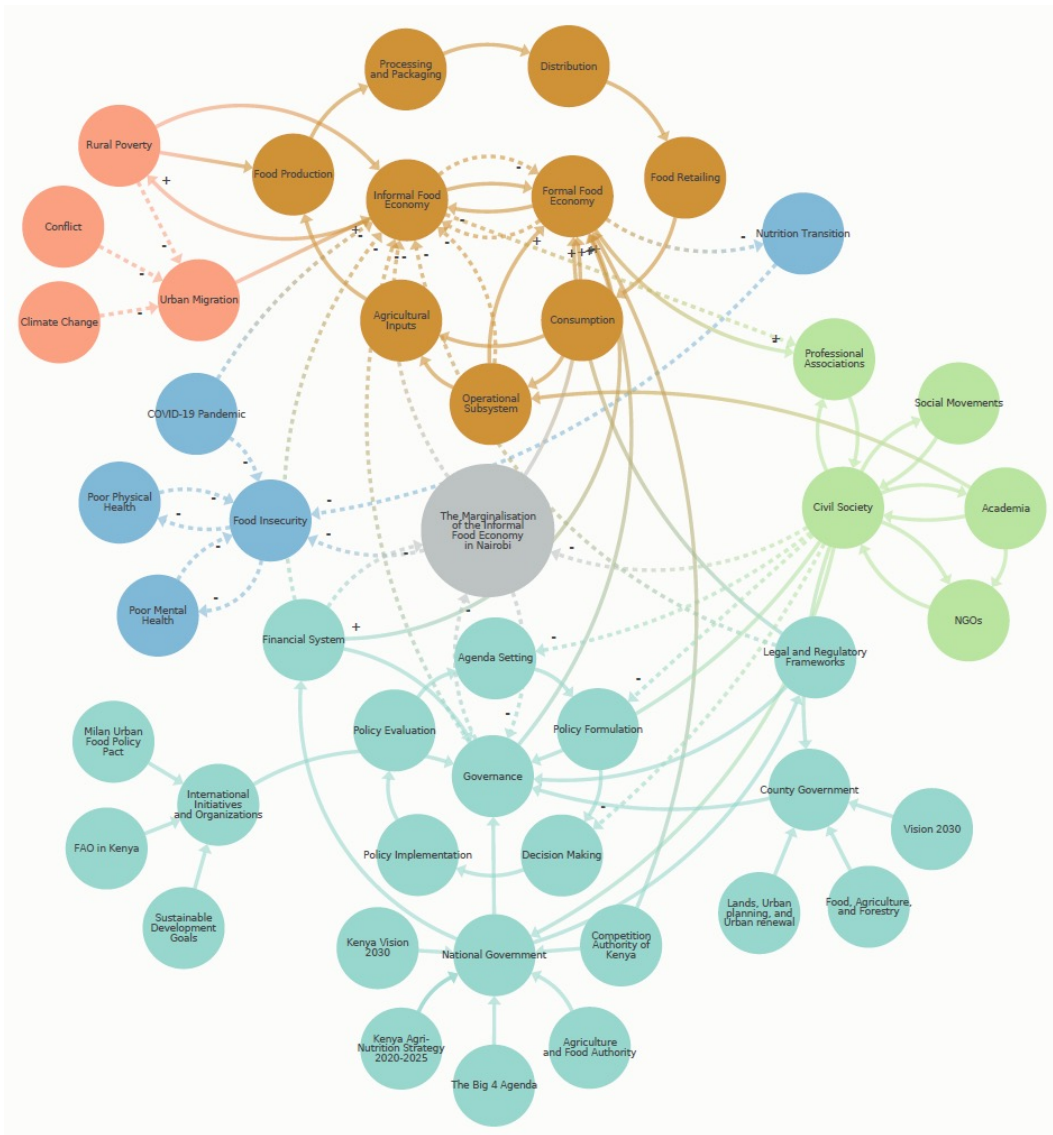 Processing
and Packaging
Distribution
Rural Poverty
Food Production
Informal Food
Economy
Formal Food
Economy
Food Retailing
Conflict
Nutrition Transition
Urban Migration
Climate Change
Agricultural
Inputs
Consumption
Professional
Associations
Operational
Subsystem
COVID-19 Pandemic
Social Movements
Poor Physical
Health
Food Insecurity
The Marginalisation
of the Informal
Food Economy
in Nairobi
Civil Society
Academia
Poor Mental
Health
Financial System
Agenda Setting
Legal and Regulatory
Frameworks
NGOs
Milan Urban
Food Policy
Pact
Policy Evaluation
Policy Formulation
International
Initiatives
and Organizations
Governance
County Government
FAO in Kenya
Policy Implementation
Decision Making
Vision 2030
Sustainable
Development
Goals
Lands, Urban
planning, and
Urban renewal
Food, Agriculture,
and Forestry
Kenya Vision
2030
National Government
Competition
Authority of
Kenya
Kenya Agri-
Nutrition Strategy
2020-2025
The Big 4 Agenda
Agriculture
and Food Authority